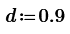 d := 0.9